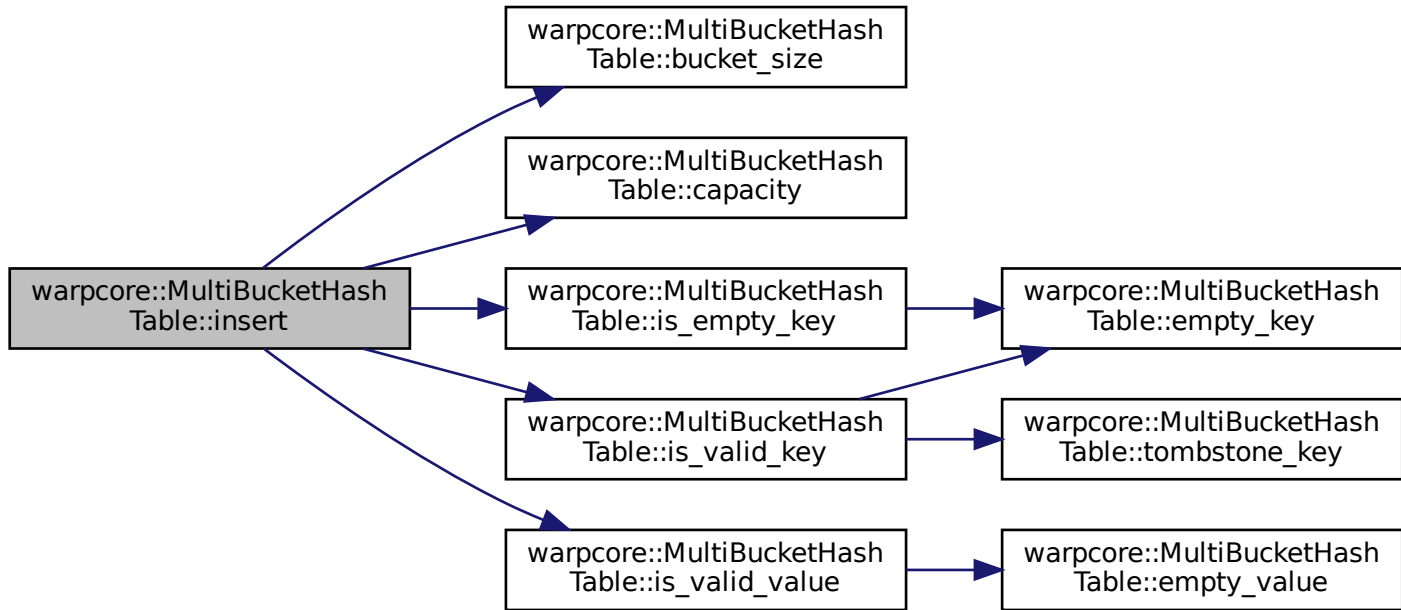 warpcore::MultiBucketHash
Table::insert
warpcore::MultiBucketHash
Table::bucket_size
warpcore::MultiBucketHash
Table::capacity
warpcore::MultiBucketHash
Table::is_empty_key
warpcore::MultiBucketHash
Table::is_valid_key
warpcore::MultiBucketHash
Table::is_valid_value
warpcore::MultiBucketHash
Table::empty_key
warpcore::MultiBucketHash
Table::tombstone_key
warpcore::MultiBucketHash
Table::empty_value